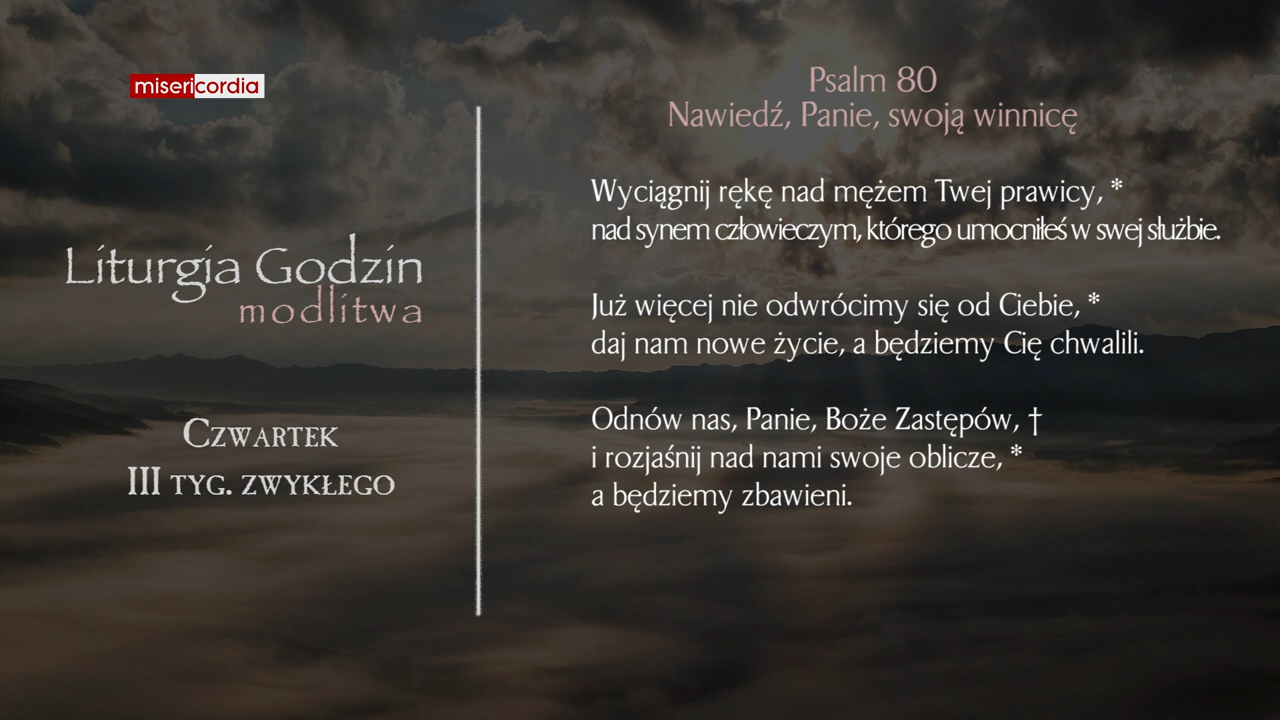 misericordia
Liturgia Godzin
modlitwa
Czwartek
III tyg. zwykłego
Psalm 80
Nawiedź, Panie, swoją winnicę
Wyciągnij rękę nad mężem Twej prawicy, *
nad synem człowieczym, którego umocniłeś w swej służbie.
Już więcej nie odwrócimy się od Ciebie, *
daj nam nowe życie, a będziemy Cię chwalili.
Odnów nas, Panie, Boże Zastępów, †
i rozjaśnij nad nami swoje oblicze, *
a będziemy zbawieni.